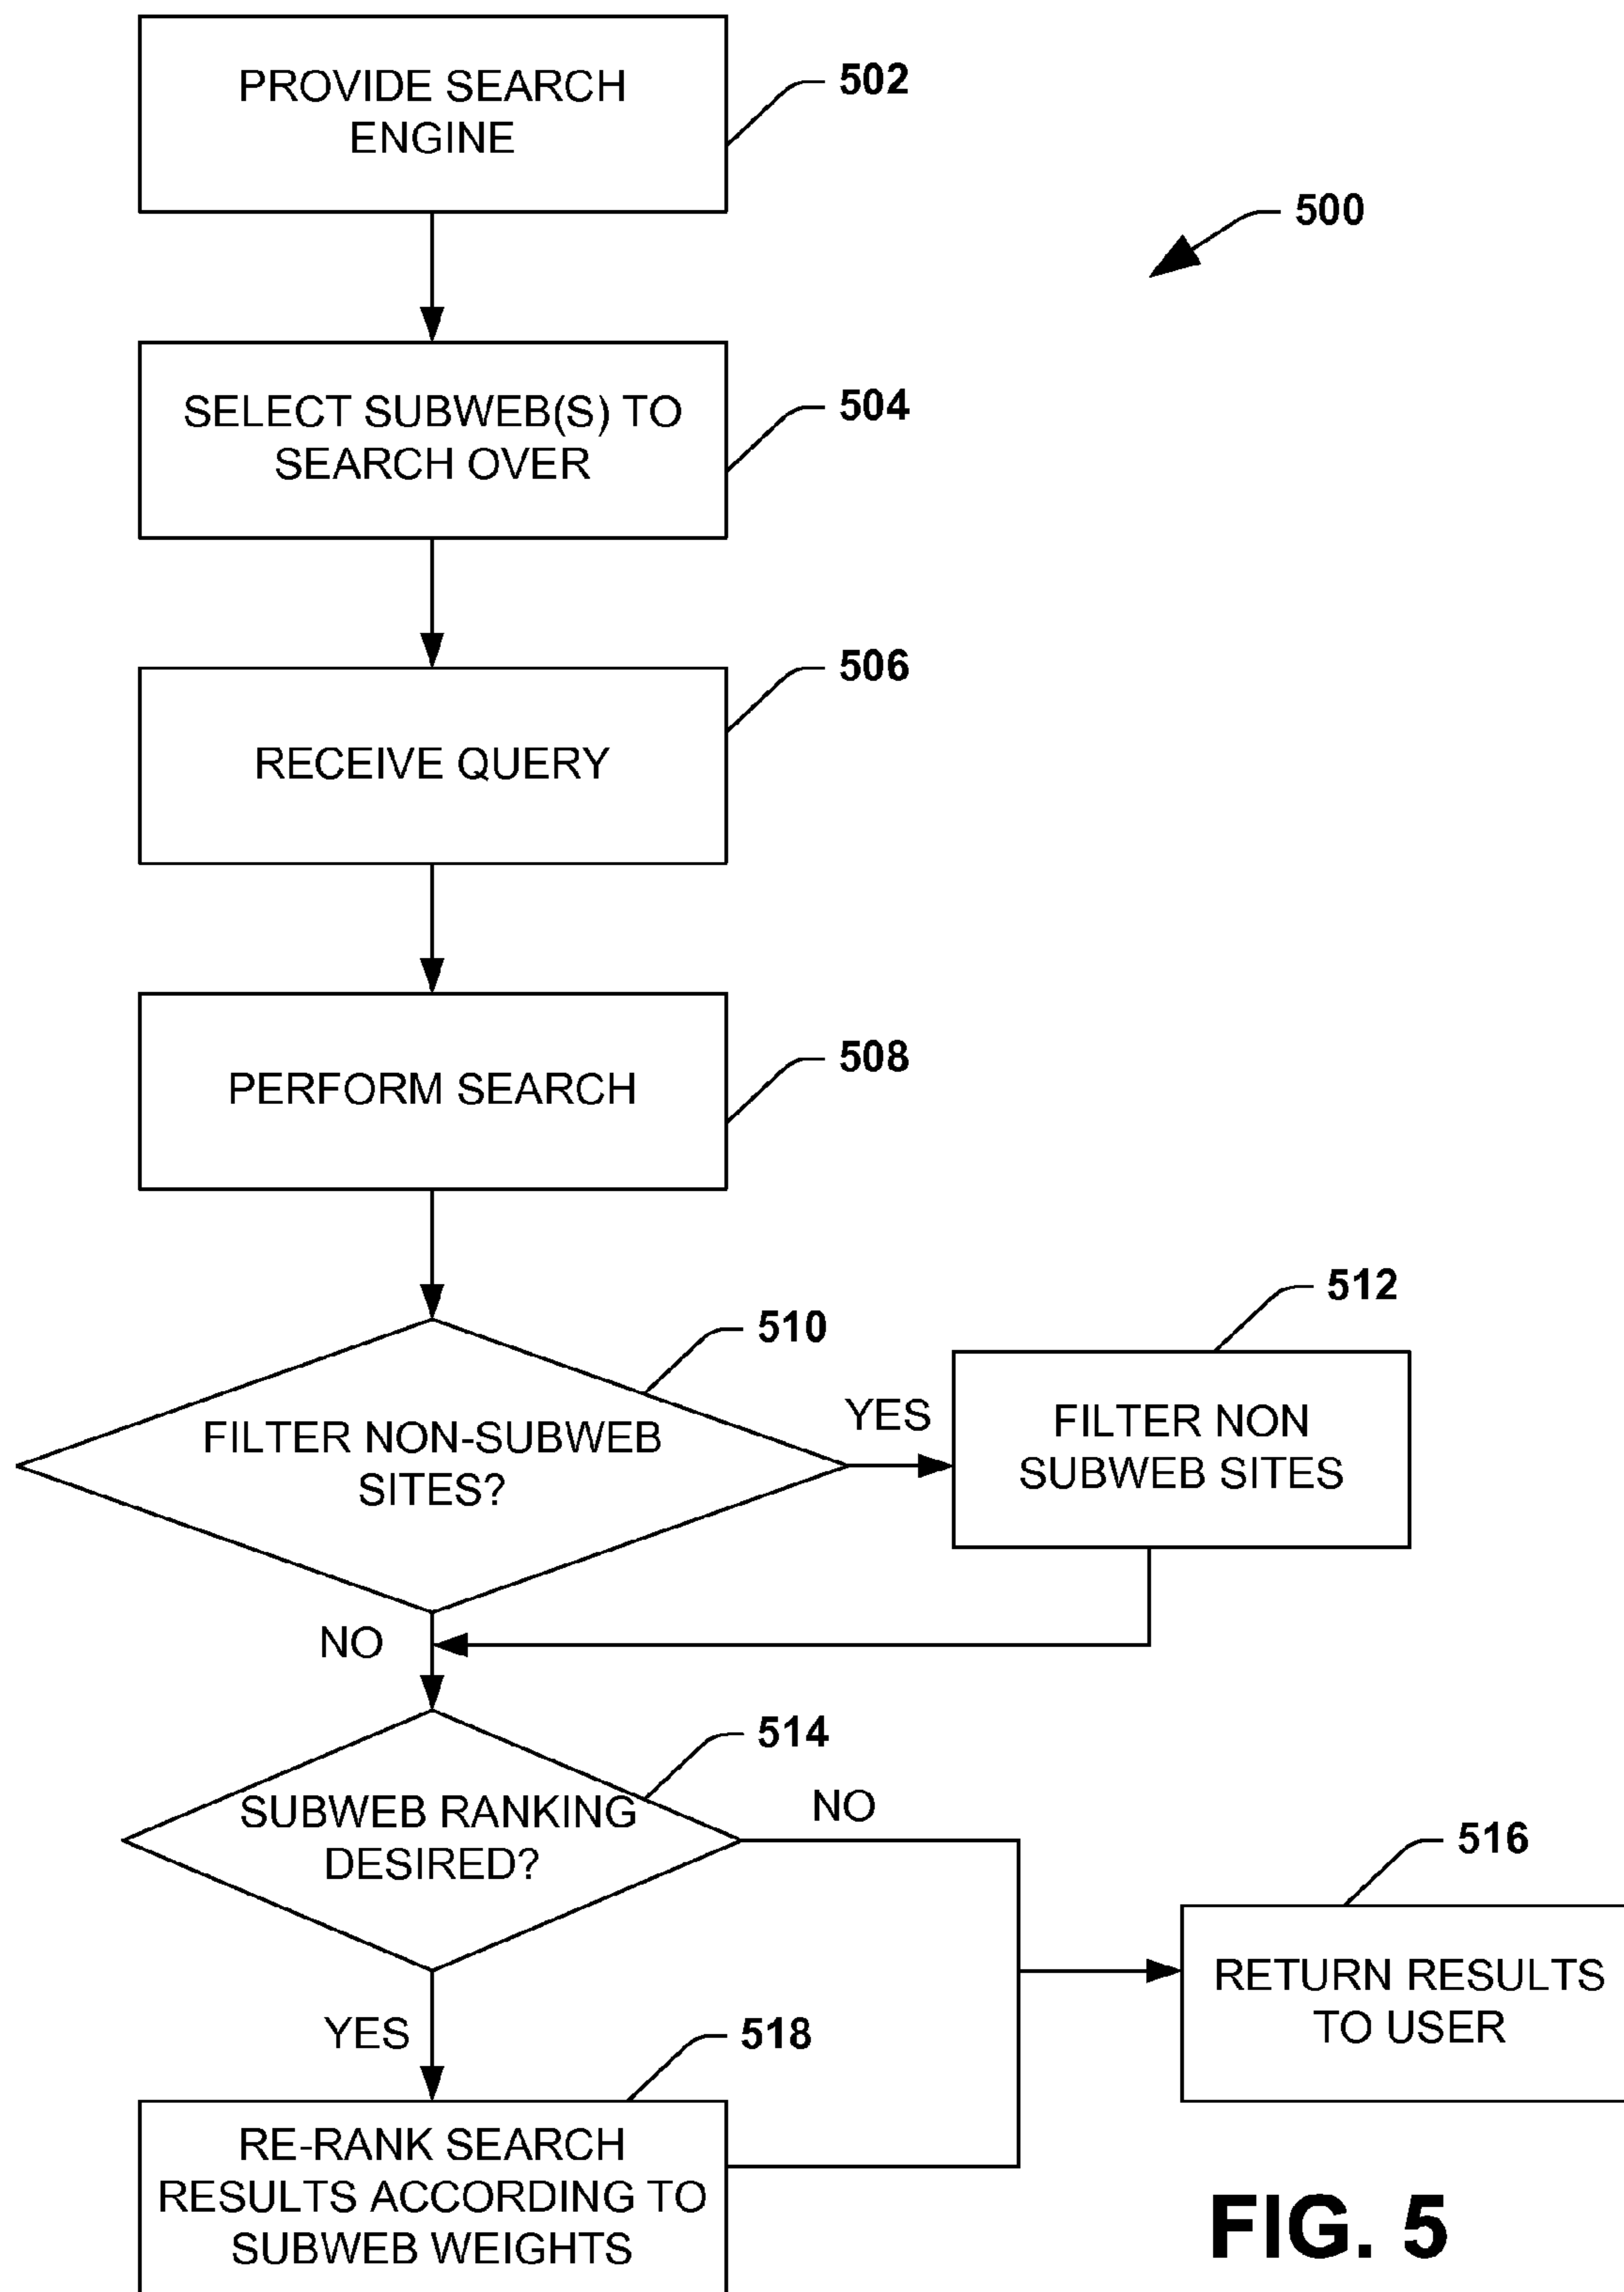 PROVIDE SEARCH
ENGINE
502
500
SELECT SUBWEB(S) TO
SEARCH OVER
504
RECEIVE QUERY
506
PERFORM SEARCH
508
FILTER NON-SUBWEB
SITES?
510
YES
FILTER NON
SUBWEB SITES
512
NO
SUBWEB RANKING
DESIRED?
514
NO
RETURN RESULTS
TO USER
516
YES
RE-RANK SEARCH
RESULTS ACCORDING TO
SUBWEB WEIGHTS
518
FIG. 5